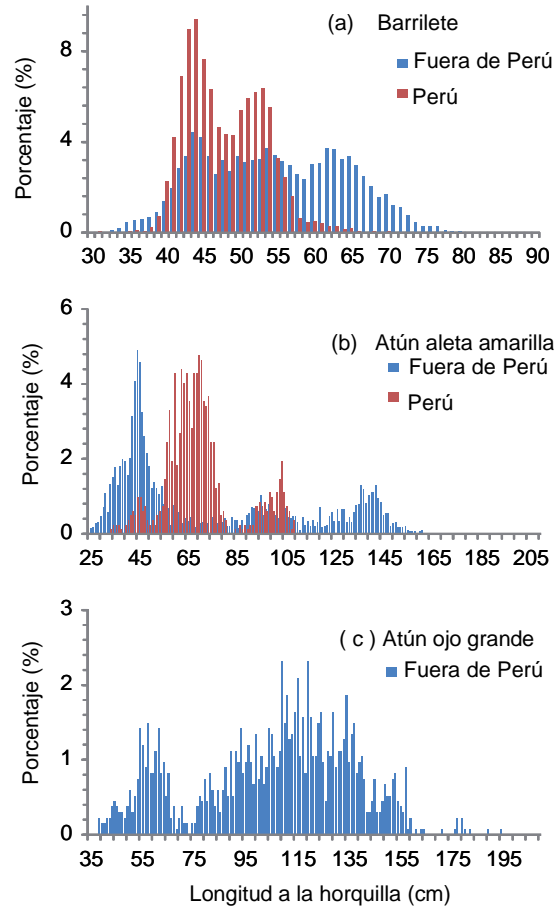 (a) Barrilete
Fuera de Perú
Perú
Porcentaje (%)
8
4
0
30 35 40 45 50 55 60 65 70 75 80 85 90
(b) Atún aleta amarilla
Fuera de Perú
Perú
Porcentaje (%)
6
4
2
0
25 45 65 85 105 125 145 165 185 205
( c ) Atún ojo grande
Fuera de Perú
Porcentaje (%)
3
2
1
0
35 55 75 95 115 135 155 175 195
Longitud a la horquilla (cm)